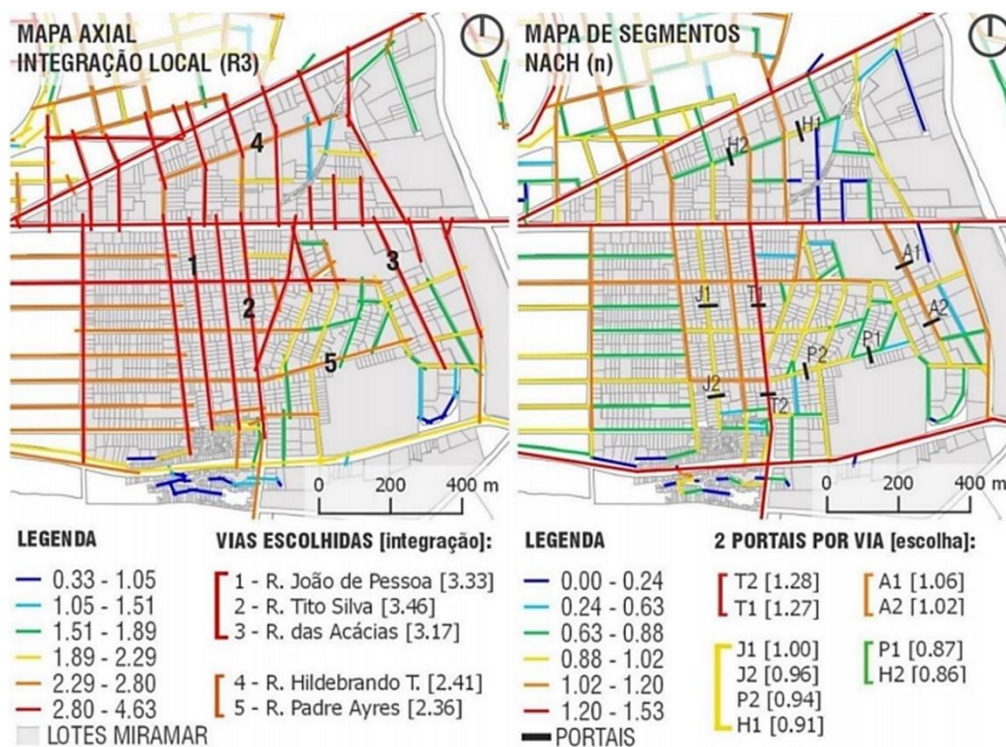 MAPA AXIAL
INTEGRAÇÃO LOCAL (R3)
4
1
2
3
5
0 200 400 m
LEGENDA
0.33 - 1.05
1.05 - 1.51
1.51 - 1.89
1.89 - 2.29
2.29 - 2.80
2.80 - 4.63
LOTES MIRAMAR
VIAS ESCOLHIDAS [integração]:
1 - R. João de Pessoa [3.33]
2 - R. Tito Silva [3.46]
3 - R. das Acácias [3.17]
4 - R. Hildebrando T. [2.41]
5 - R. Padre Ayres [2.36]
MAPA DE SEGMENTOS
NACH (n)
H1
H2
A1
J1
T1
A2
P1
P2
J2
T2
0 200 400 m
LEGENDA
0.00 - 0.24
0.24 - 0.63
0.63 - 0.88
0.88 - 1.02
1.02 - 1.20
1.20 - 1.53
PORTAIS
2 PORTAIS POR VIA [escolha]:
T2 [1.28]
T1 [1.27]
J1 [1.00]
J2 [0.96]
P2 [0.94]
H1 [0.91]
A1 [1.06]
A2 [1.02]
P1 [0.87]
H2 [0.86]